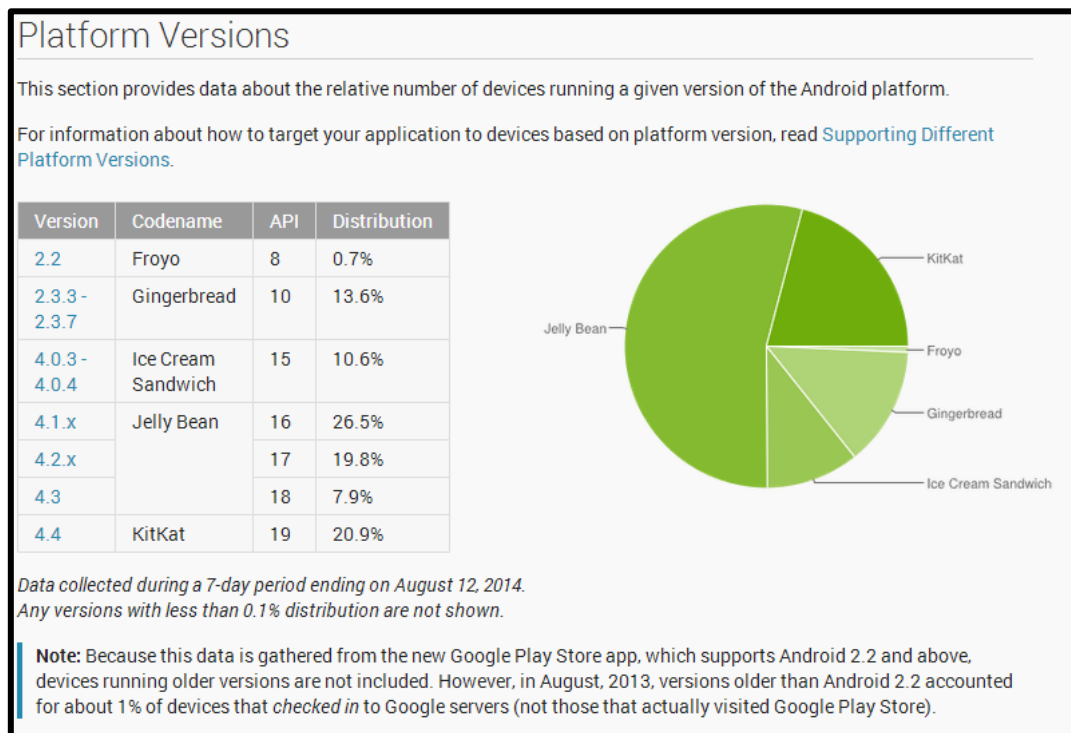 Platform Versions
This section provides data about the relative number of devices running a given version of the Android platform.
For information about how to target your application to devices based on platform version, read Supporting Different
Platform Versions.
Version Codename API Distribution
2.2 Froyo 8 0.7%
2.3.3 - Gingerbread 10 13.6%
2.3.7
4.0.3 - Ice Cream 15 10.6%
4.0.4 Sandwich
4.1.x Jelly Bean 16 26.5%
4.2.x 17 19.8%
4.3 18 7.9%
4.4 KitKat 19 20.9%
KitKat
Jelly Bean
Froyo
Gingerbread
Ice Cream Sandwich
Data collected during a 7-day period ending on August 12, 2014.
Any versions with less than 0.1% distribution are not shown.
Note: Because this data is gathered from the new Google Play Store app, which supports Android 2.2 and above,
devices running older versions are not included. However, in August, 2013, versions older than Android 2.2 accounted
for about 1% of devices that checked in to Google servers (not those that actually visited Google Play Store).